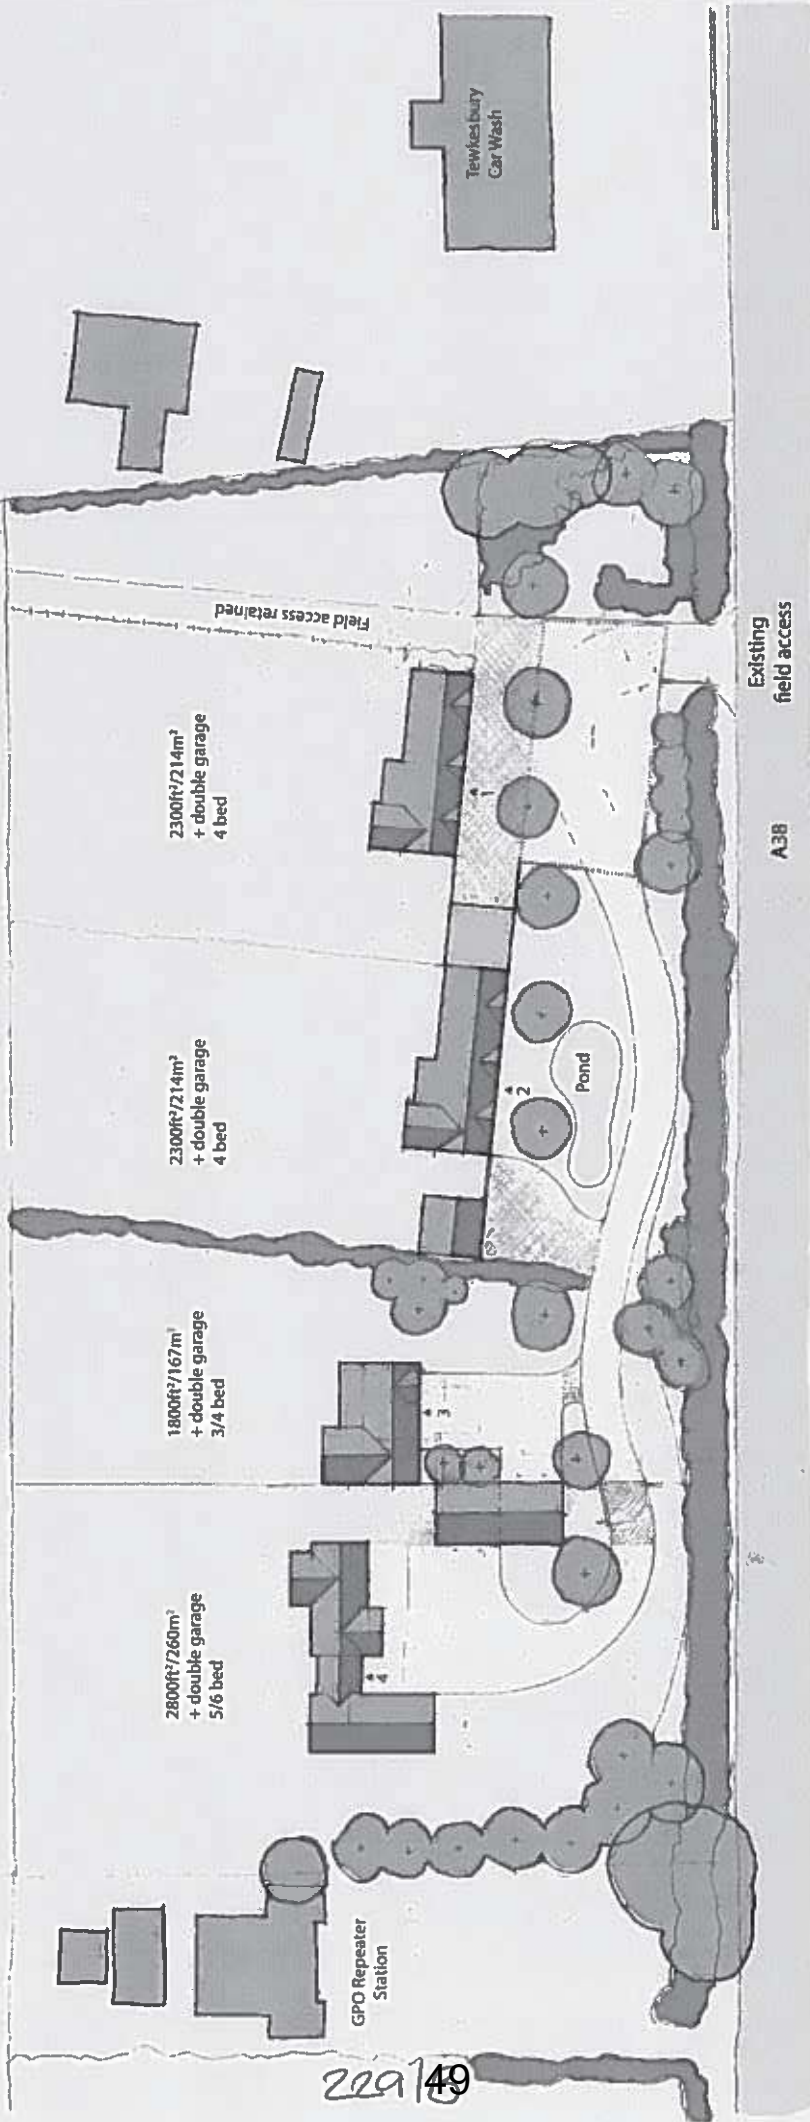 Tewkesbury
Car Wash
Field access retained
Existing
field access
A38
2300ft²/214m²
+ double garage
4 bed
1
2300ft²/214m²
+ double garage
4 bed
2
Pond
1800ft²/167m²
+ double garage
3/4 bed
3
2800ft²/260m²
+ double garage
5/6 bed
4
GPO Repeater
Station
49